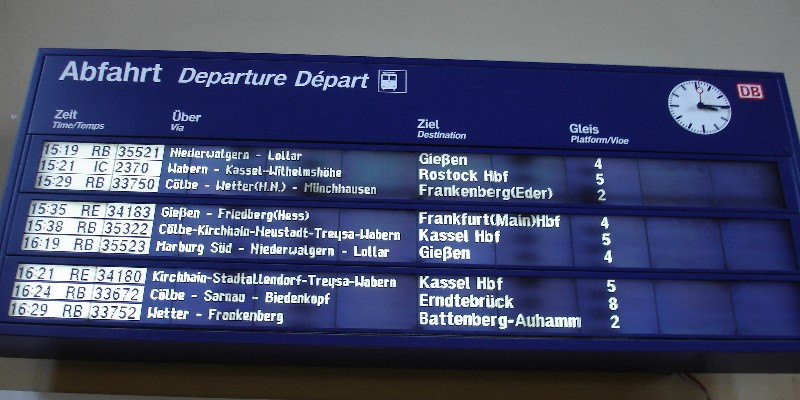 Abfahrt Departure Départ DB
Zeit Über Ziel Gleis
Time/Temps Via Destination Platform/Voie
15:19 RB 35521 Niederwalgern - Lollar Gießen 4
15:21 IC 2370 Wabern - Kassel-Wilhelmshöhe Rostock Hbf 5
15:29 RB 33750 Cölbe - Wetter(H.N.) - Münchhausen Frankenberg(Eder) 2
15:35 RE 34183 Gießen - Friedberg(Hess) Frankfurt(Main)Hbf 4
15:38 RB 35322 Cölbe-Kirchhain-Neustadt-Treysa-Wabern Kassel Hbf 5
16:19 RB 35523 Marburg Süd - Niederwalgern - Lollar Gießen 4
16:21 RE 34180 Kirchhain-Stadtallendorf-Treysa-Wabern Kassel Hbf 5
16:24 RB 33672 Cölbe - Sarnau - Biedenkopf Erndtebrück 8
16:29 RB 33752 Wetter - Frankenberg Battenberg-Auhamm 2